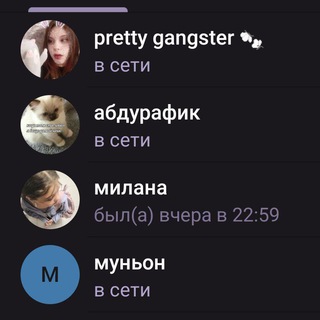 pretty gangster
в сети
абдурафик
в сети
милана
был(а) вчера в 22:59
М
муньон
в сети